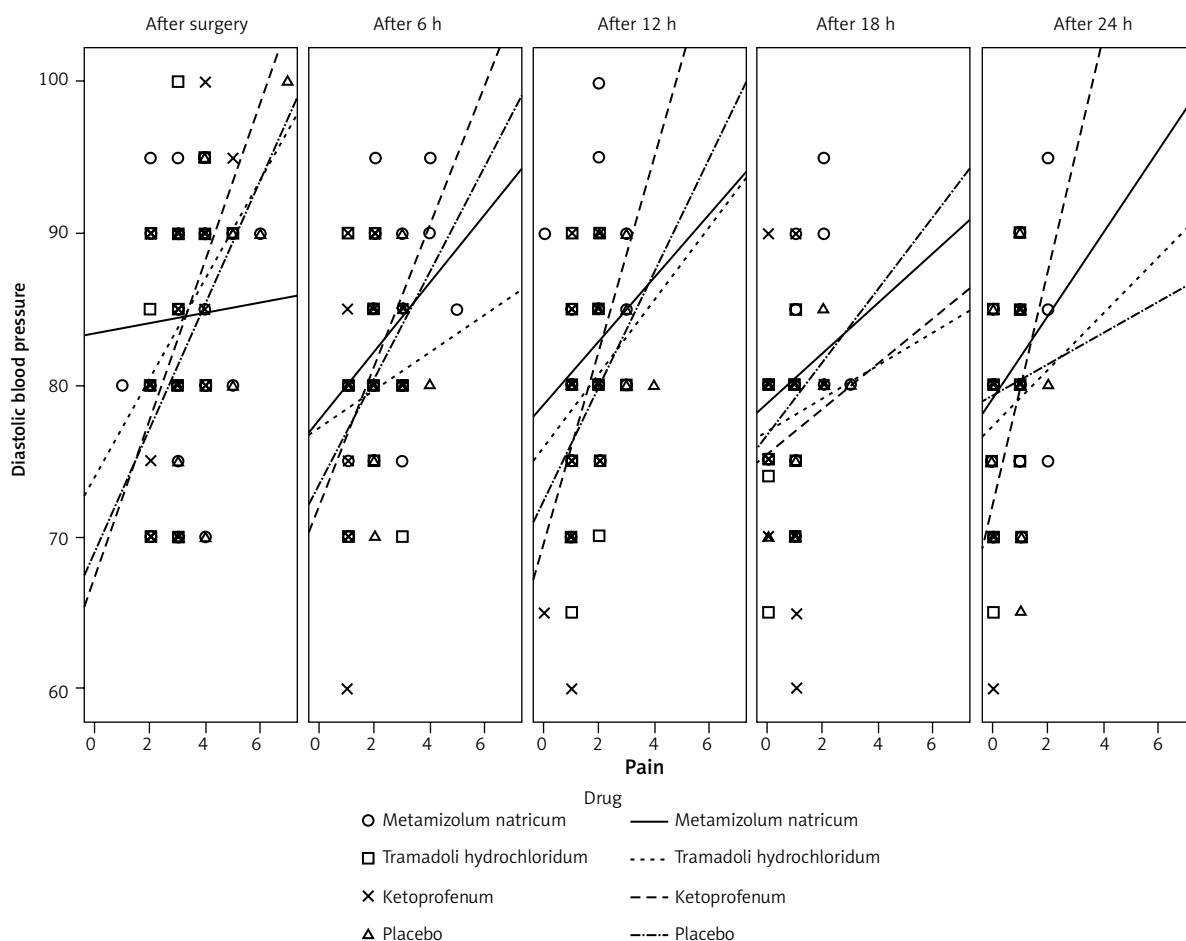 After surgery After 6 h After 12 h After 18 h After 24 h
100
90
80
70
60
Diastolic blood pressure
0 2 4 6 0 2 4 6 0 2 4 6 0 2 4 6 0 2 4 6
Pain
Drug
Metamizolum natricum Metamizolum natricum
Tramadoli hydrochloridum Tramadoli hydrochloridum
Ketoprofenum Ketoprofenum
Placebo Placebo